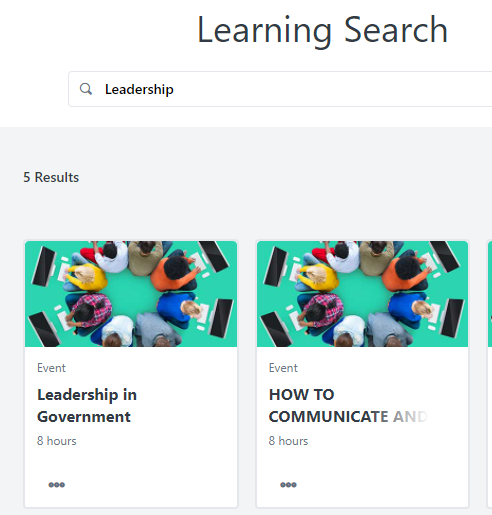 Learning Search
Leadership
5 Results
Event
Leadership in
Government
8 hours
Event
HOW TO
COMMUNICATE AND
8 hours